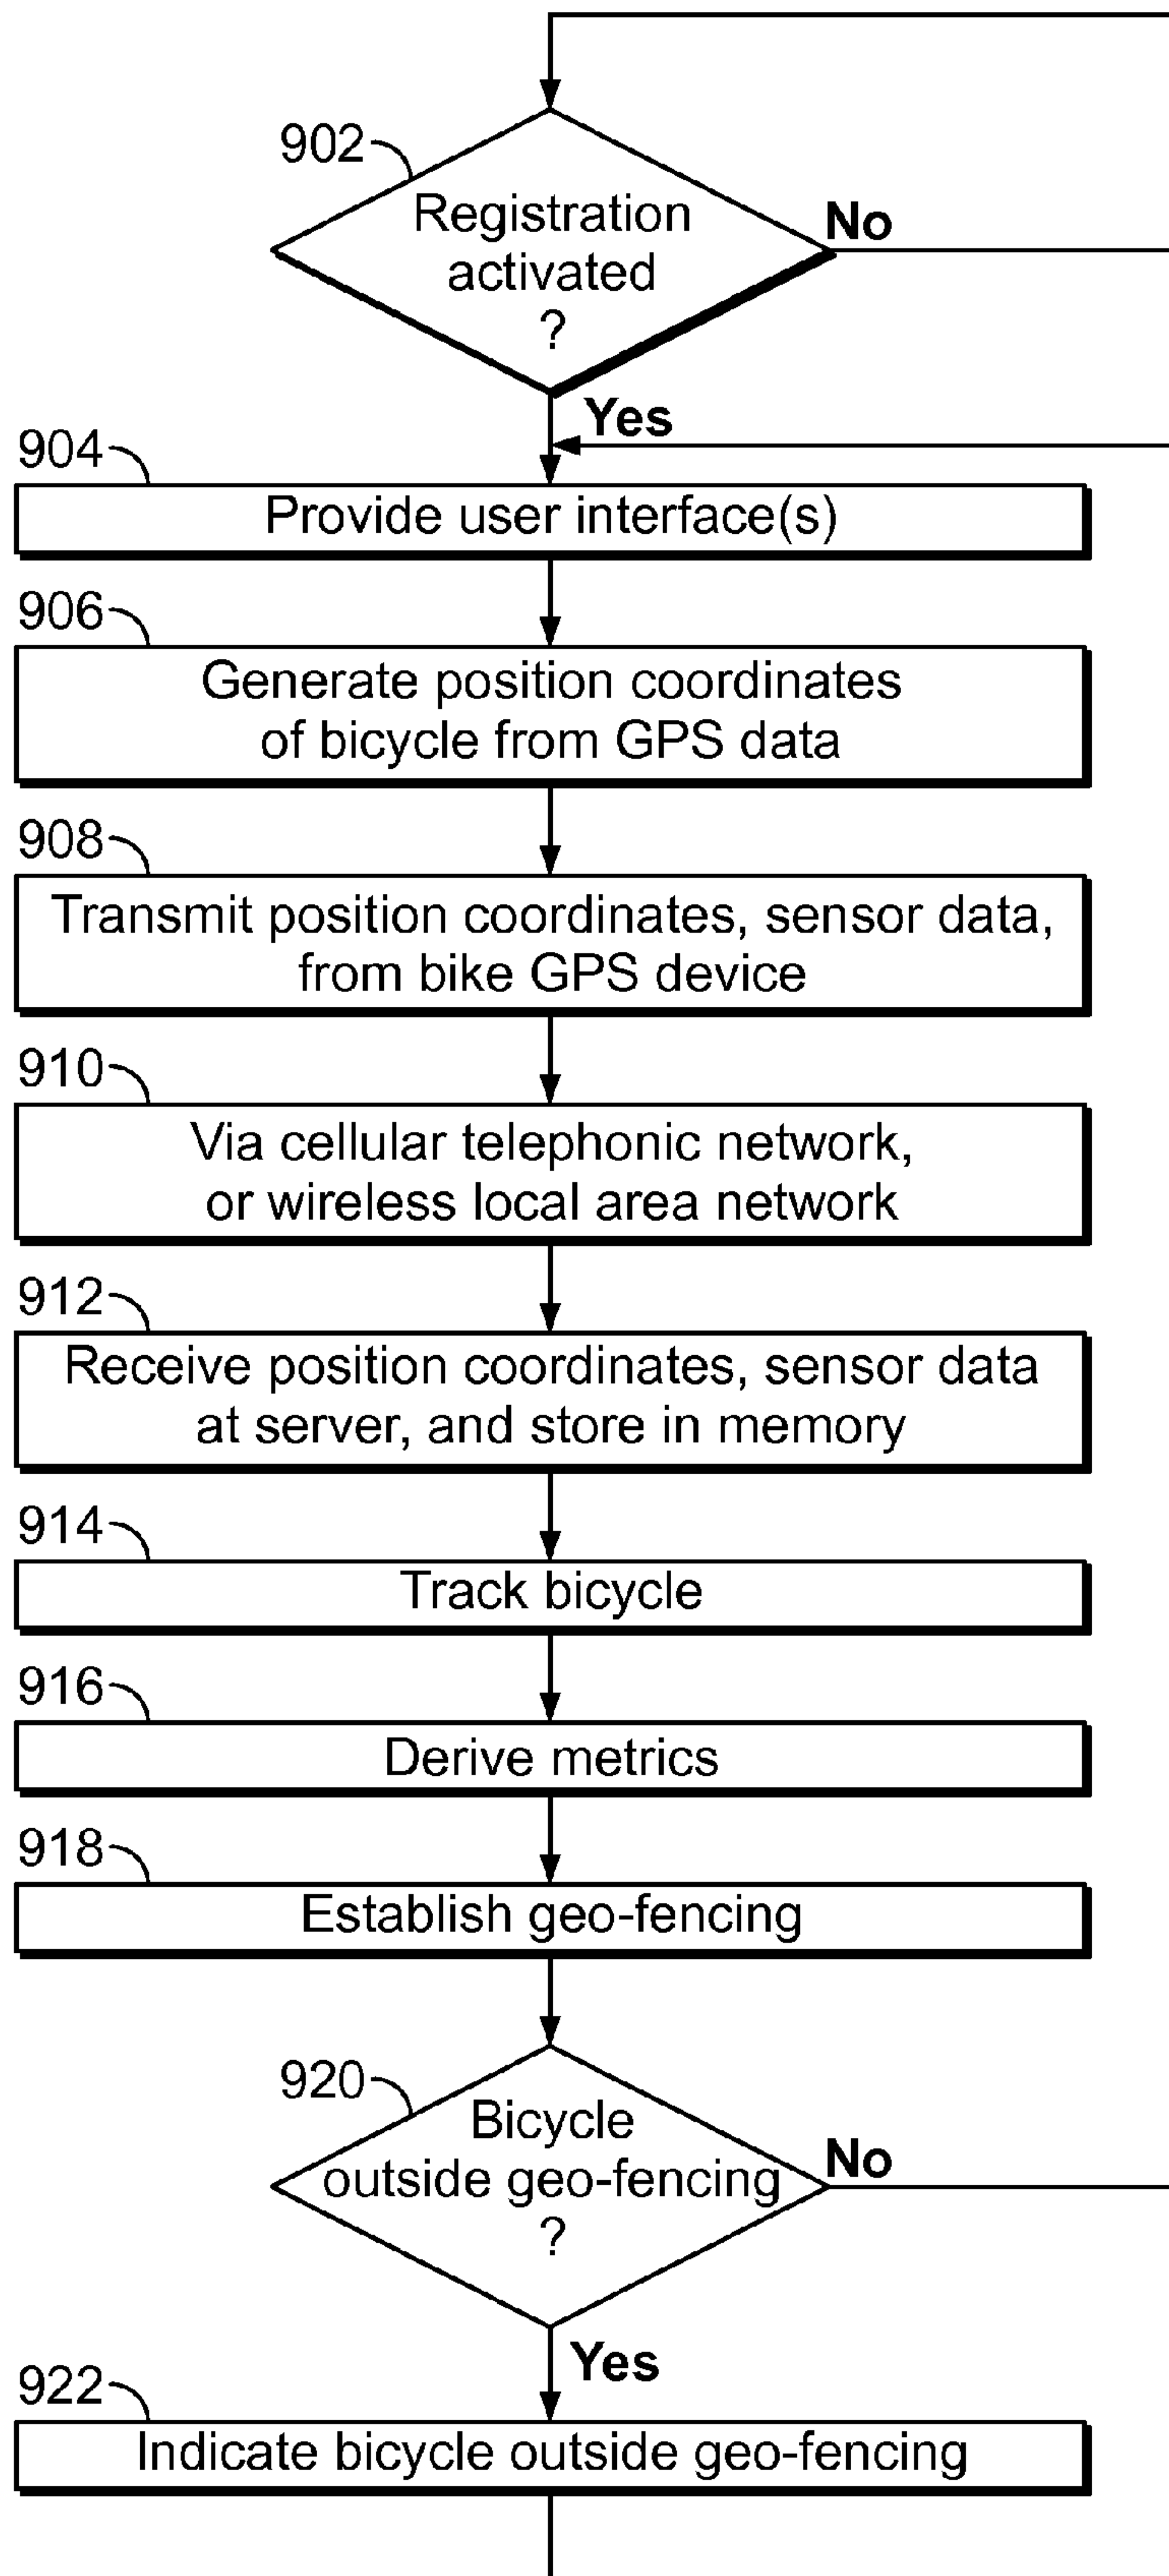 902
Registration
activated
?
No
Yes
904
Provide user interface(s)
906
Generate position coordinates
of bicycle from GPS data
908
Transmit position coordinates, sensor data,
from bike GPS device
910
Via cellular telephonic network,
or wireless local area network
912
Receive position coordinates, sensor data
at server, and store in memory
914
Track bicycle
916
Derive metrics
918
Establish geo-fencing
920
Bicycle
outside geo-fencing
?
No
Yes
922
Indicate bicycle outside geo-fencing